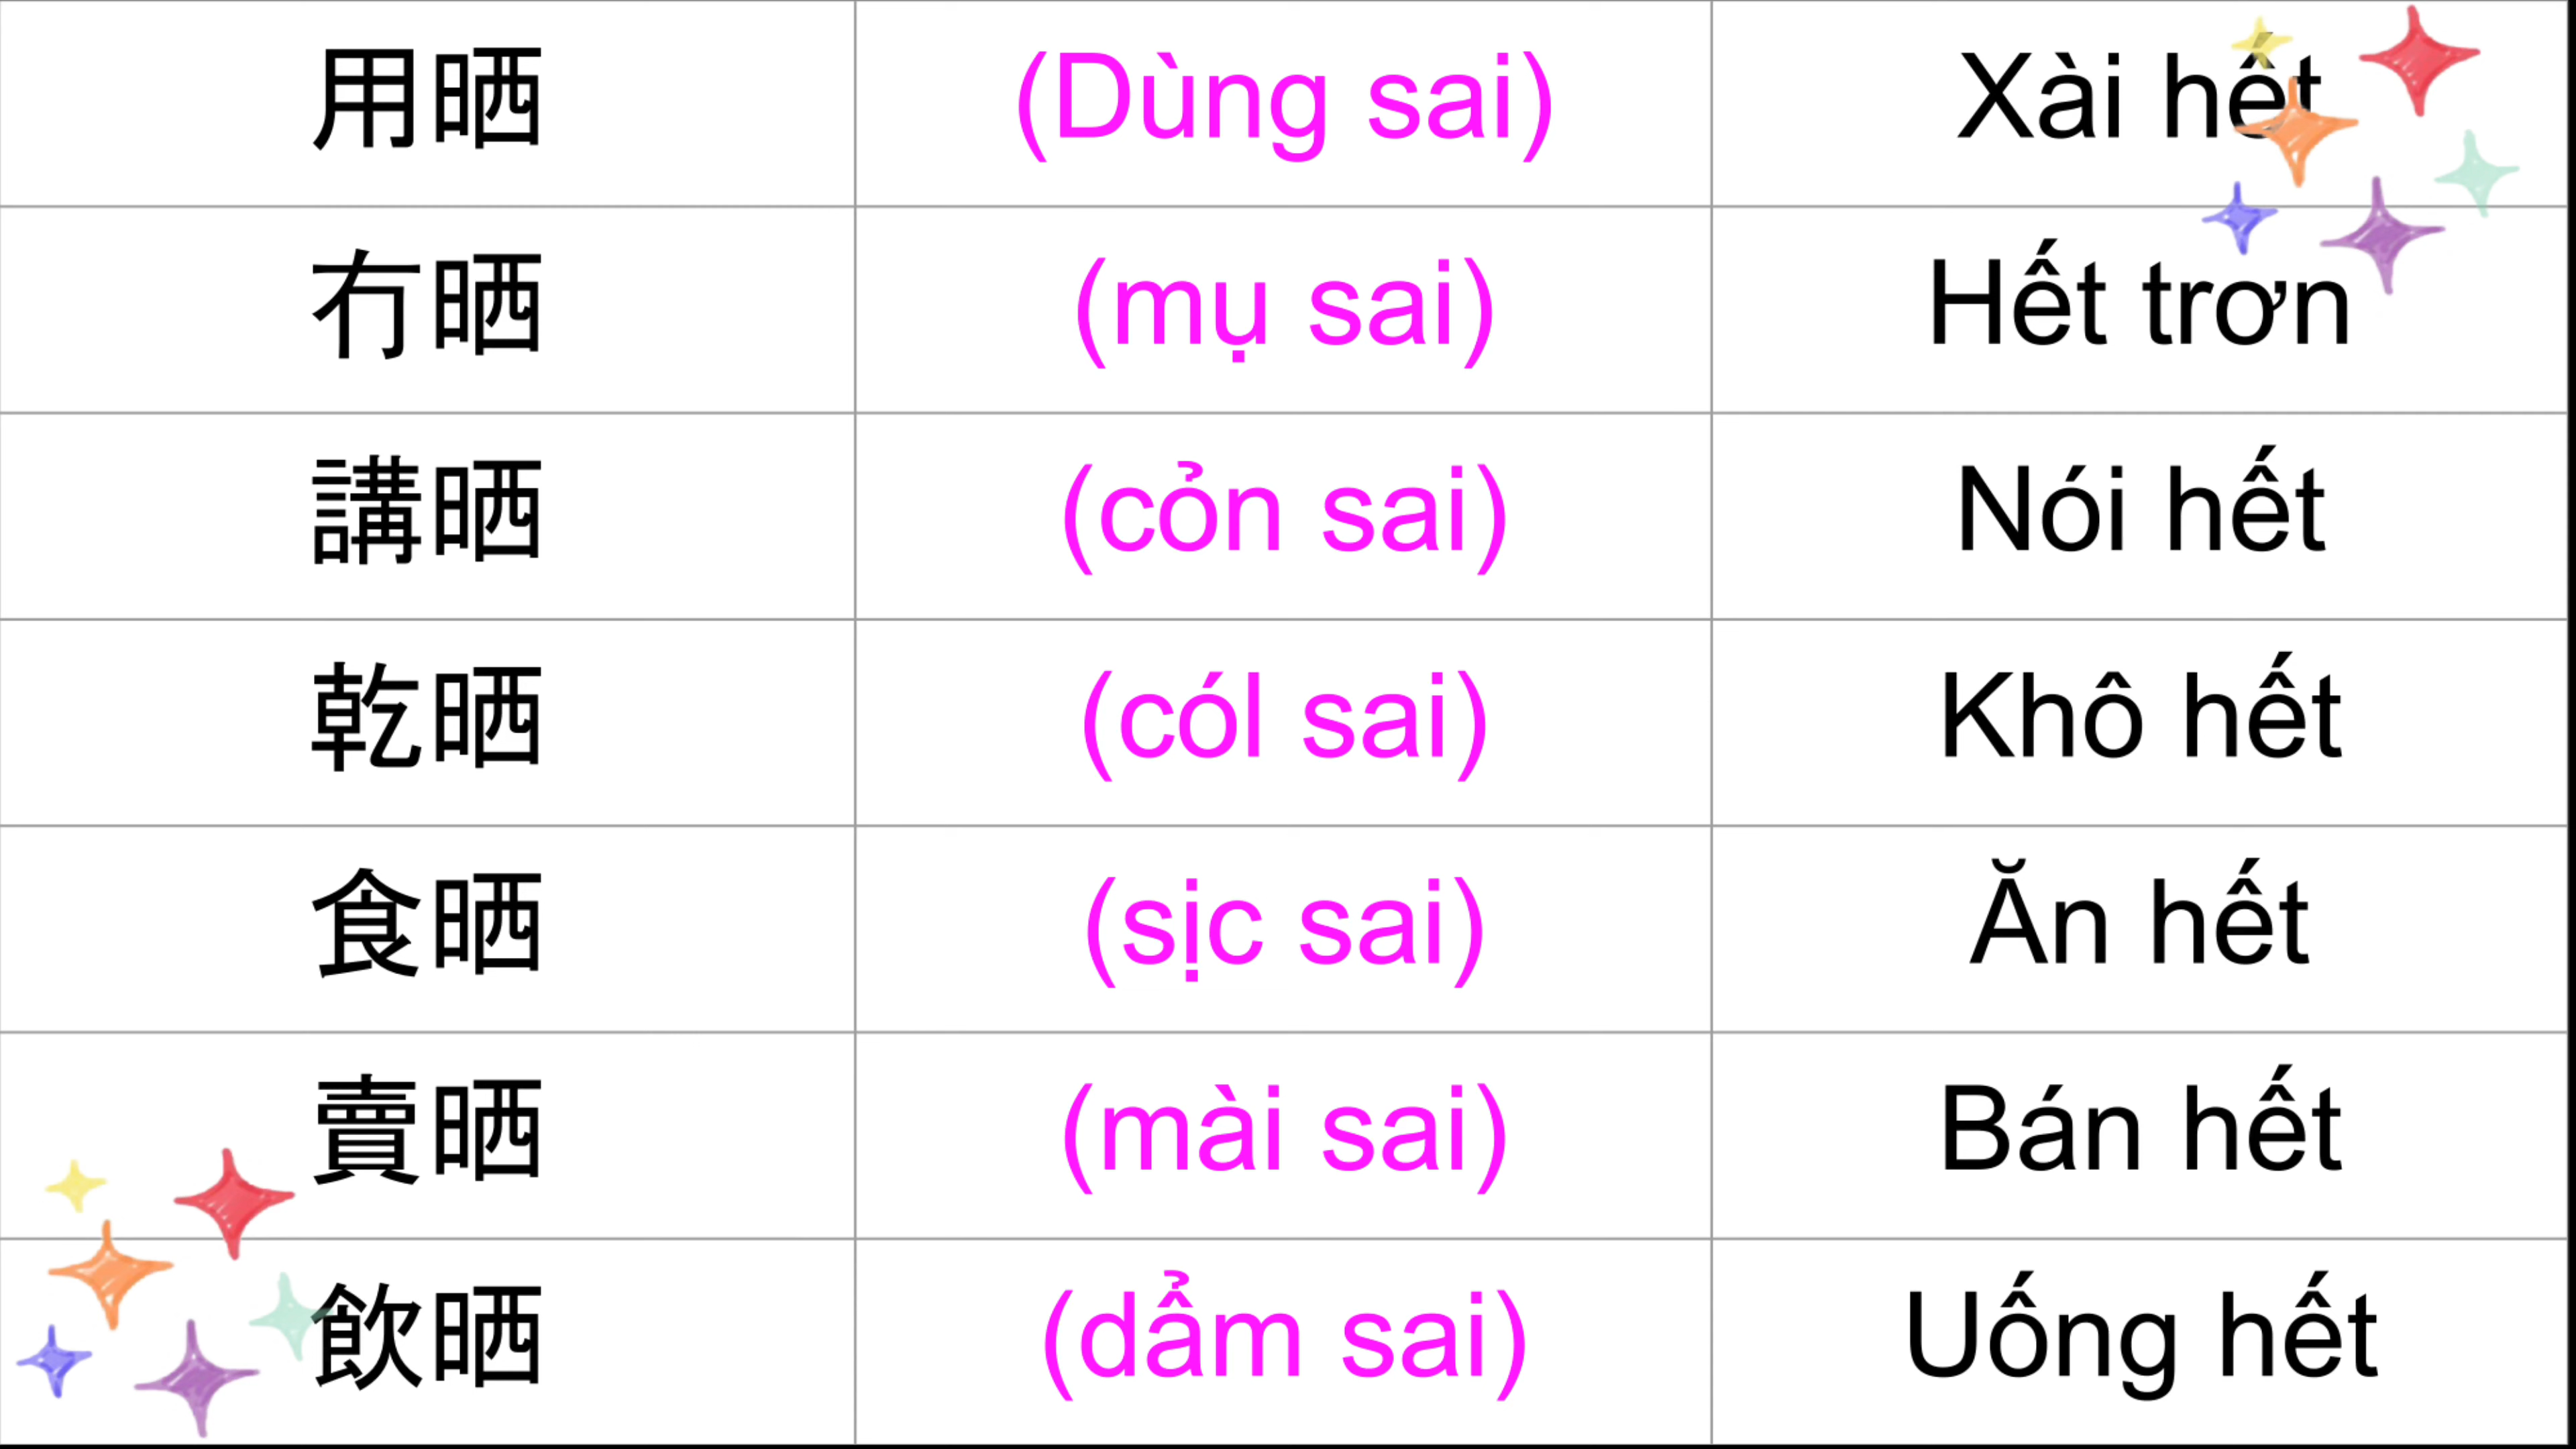 用晒 (Dùng sai) Xài hết
冇晒 (mụ sai) Hết trơn
講晒 (cỏn sai) Nói hết
乾晒 (cól sai) Khô hết
食晒 (sịc sai) Ăn hết
賣晒 (mài sai) Bán hết
飲晒 (dẩm sai) Uống hết